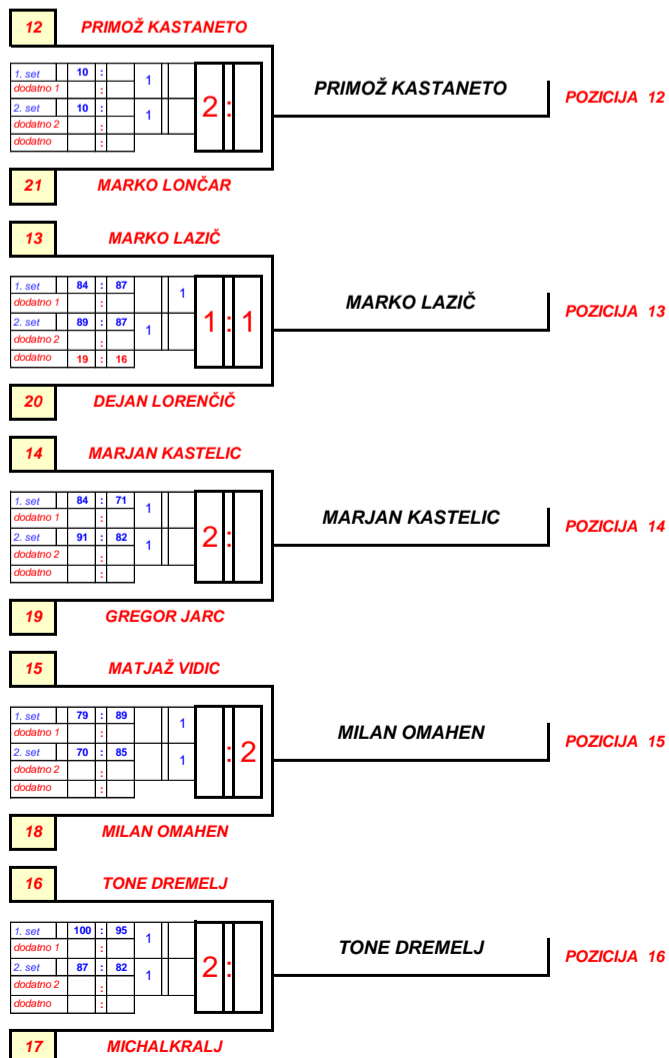 12 PRIMOŽ KASTANETO
1. set 10 : 1
dodatno 1 :
2. set 10 : 1
dodatno 2 :
dodatno :
2 :
PRIMOŽ KASTANETO
POZICIJA 12
21 MARKO LONČAR
13 MARKO LAZIČ
1. set 84 : 87 1
dodatno 1 :
2. set 89 : 87 1
dodatno 2 :
dodatno 19 : 16
1 : 1
MARKO LAZIČ
POZICIJA 13
20 DEJAN LORENČIČ
14 MARJAN KASTELIC
1. set 84 : 71 1
dodatno 1 :
2. set 91 : 82 1
dodatno 2 :
dodatno :
2 :
MARJAN KASTELIC
POZICIJA 14
19 GREGOR JARC
15 MATJAŽ VIDIC
1. set 79 : 89 1
dodatno 1 :
2. set 70 : 85 1
dodatno 2 :
dodatno :
: 2
MILAN OMAHEN
POZICIJA 15
18 MILAN OMAHEN
16 TONE DREMELJ
1. set 100 : 95 1
dodatno 1 :
2. set 87 : 82 1
dodatno 2 :
dodatno :
2 :
TONE DREMELJ
POZICIJA 16
17 MICHALKRALJ